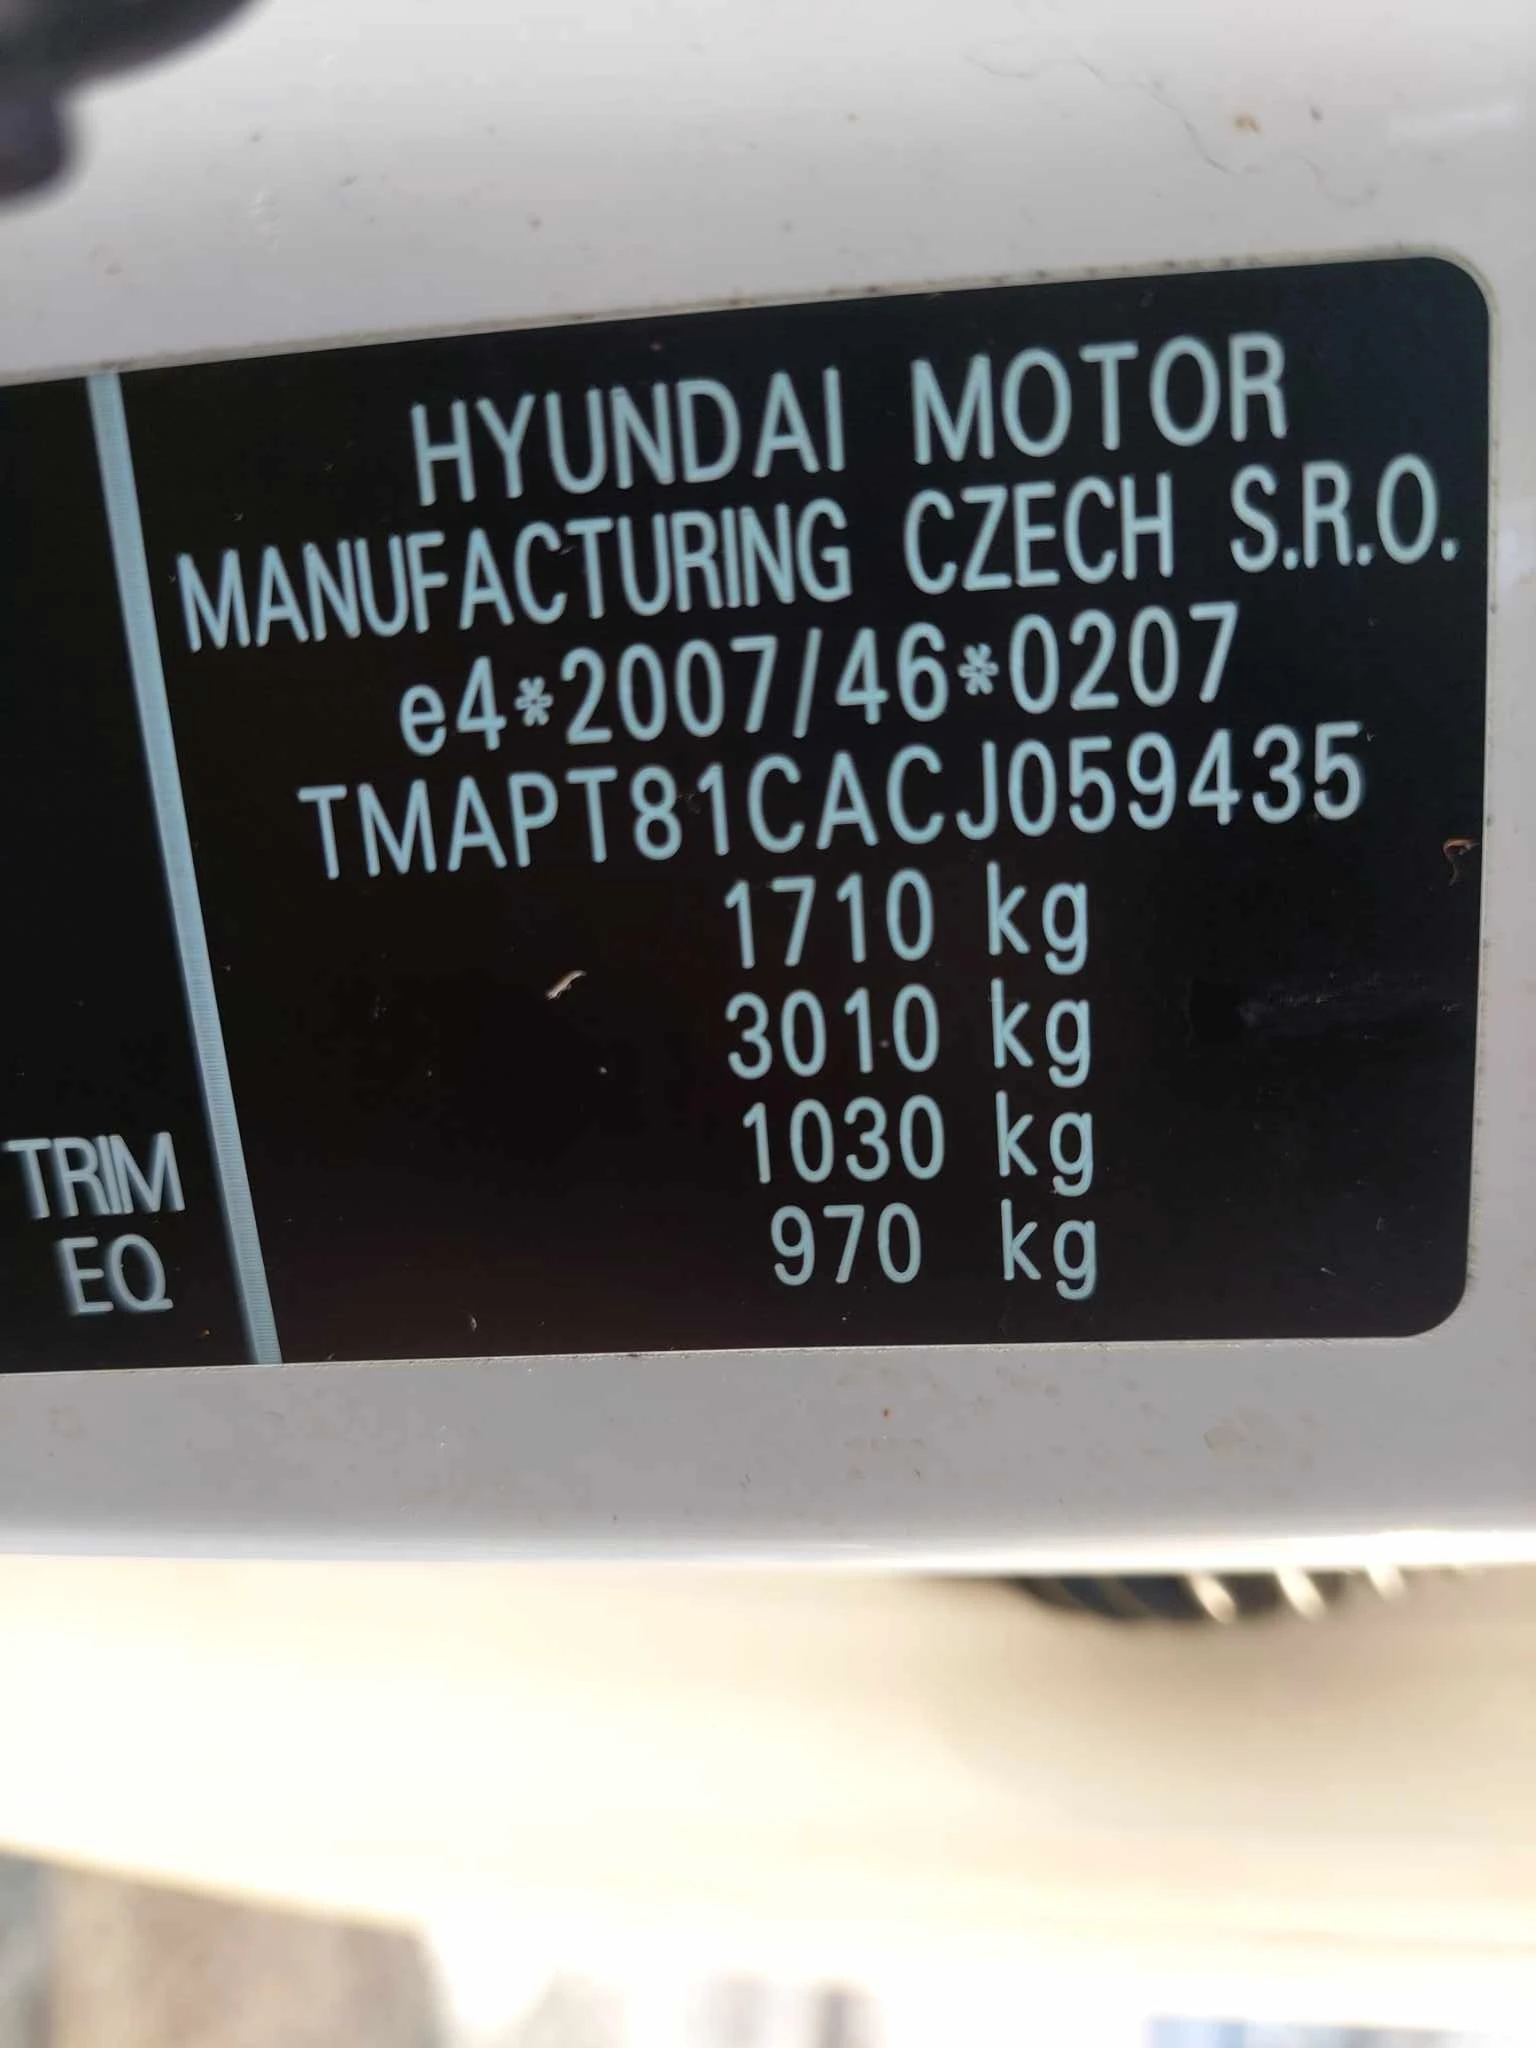 HYUNDAI MOTOR
MANUFACTURING CZECH S.R.O.
e4*2007/46*0207
TMAPT81CACJ059435
1710 kg
3010 kg
TRIM 1030 kg
EQ 970 kg